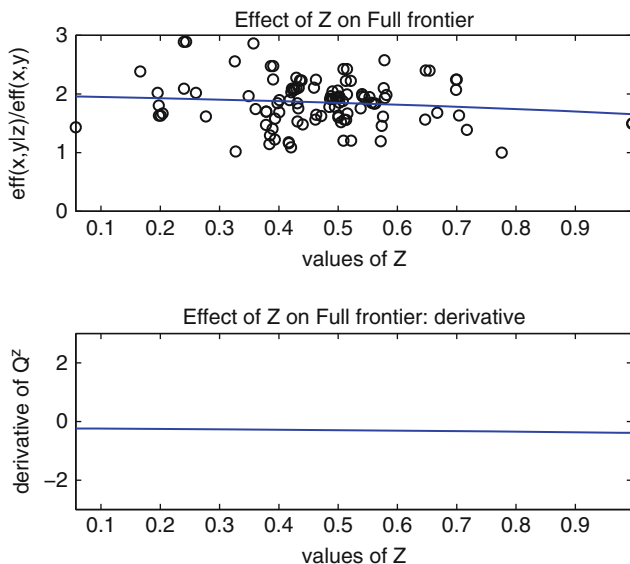 Effect of Z on Full frontier
eff(x,y|z)/eff(x,y)
3
2
1
0
0.1 0.2 0.3 0.4 0.5 0.6 0.7 0.8 0.9
values of Z
Effect of Z on Full frontier: derivative
derivative of Qᶻ
2
0
−2
0.1 0.2 0.3 0.4 0.5 0.6 0.7 0.8 0.9
values of Z